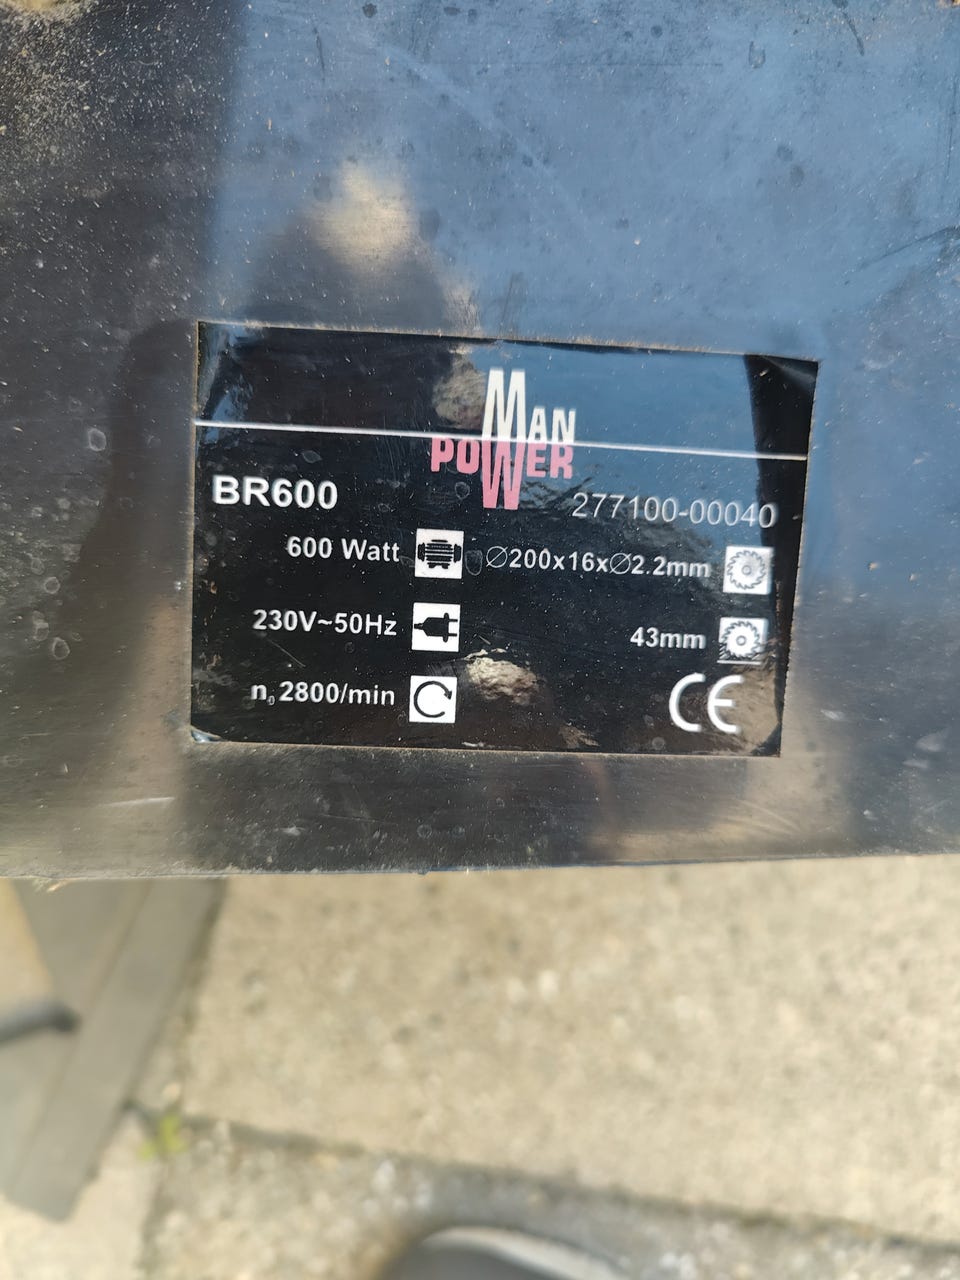 MAN
POWER
BR600
277100-00040
600 Watt
∅200x16x∅2.2mm
230V~50Hz
43mm
n₀ 2800/min
CE